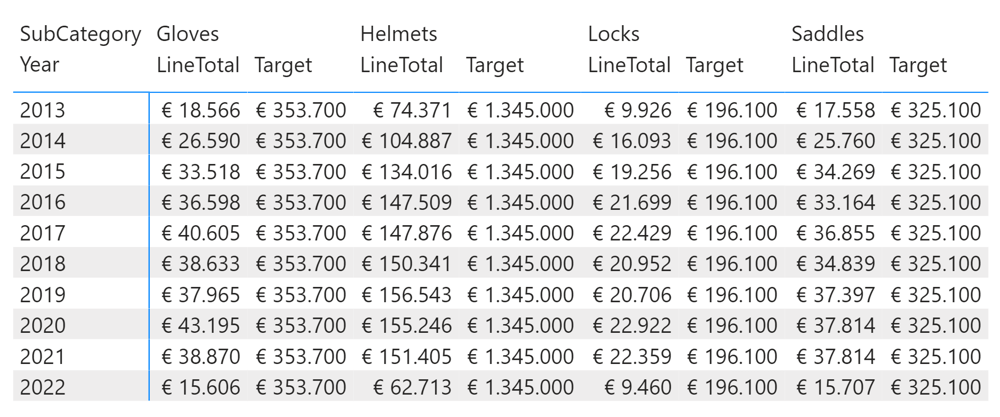 SubCategory Gloves Helmets Locks Saddles
Year LineTotal Target LineTotal Target LineTotal Target LineTotal Target
2013 € 18.566 € 353.700 € 74.371 € 1.345.000 € 9.926 € 196.100 € 17.558 € 325.100
2014 € 26.590 € 353.700 € 104.887 € 1.345.000 € 16.093 € 196.100 € 25.760 € 325.100
2015 € 33.518 € 353.700 € 134.016 € 1.345.000 € 19.256 € 196.100 € 34.269 € 325.100
2016 € 36.598 € 353.700 € 147.509 € 1.345.000 € 21.699 € 196.100 € 33.164 € 325.100
2017 € 40.605 € 353.700 € 147.876 € 1.345.000 € 22.429 € 196.100 € 36.855 € 325.100
2018 € 38.633 € 353.700 € 150.341 € 1.345.000 € 20.952 € 196.100 € 34.839 € 325.100
2019 € 37.965 € 353.700 € 156.543 € 1.345.000 € 20.706 € 196.100 € 37.397 € 325.100
2020 € 43.195 € 353.700 € 155.246 € 1.345.000 € 22.922 € 196.100 € 37.814 € 325.100
2021 € 38.870 € 353.700 € 151.405 € 1.345.000 € 22.359 € 196.100 € 37.814 € 325.100
2022 € 15.606 € 353.700 € 62.713 € 1.345.000 € 9.460 € 196.100 € 15.707 € 325.100